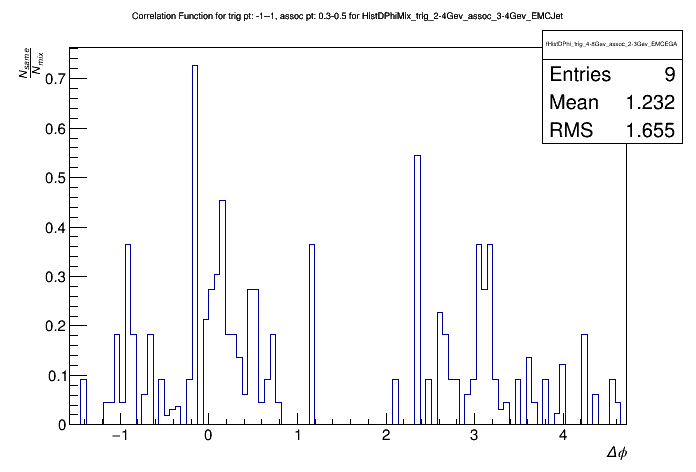 Correlation Function for trig pt: -1--1, assoc pt: 0.3-0.5 for HistDPhiMix_trig_2-4Gev_assoc_3-4Gev_EMCJet
fHistDPhi_trig_4-8Gev_assoc_2-3Gev_EMCEGA
Entries 9
Mean 1.232
RMS 1.655
N_same
N_mix
0.7
0.6
0.5
0.4
0.3
0.2
0.1
0
−1 0 1 2 3 4
Δφ